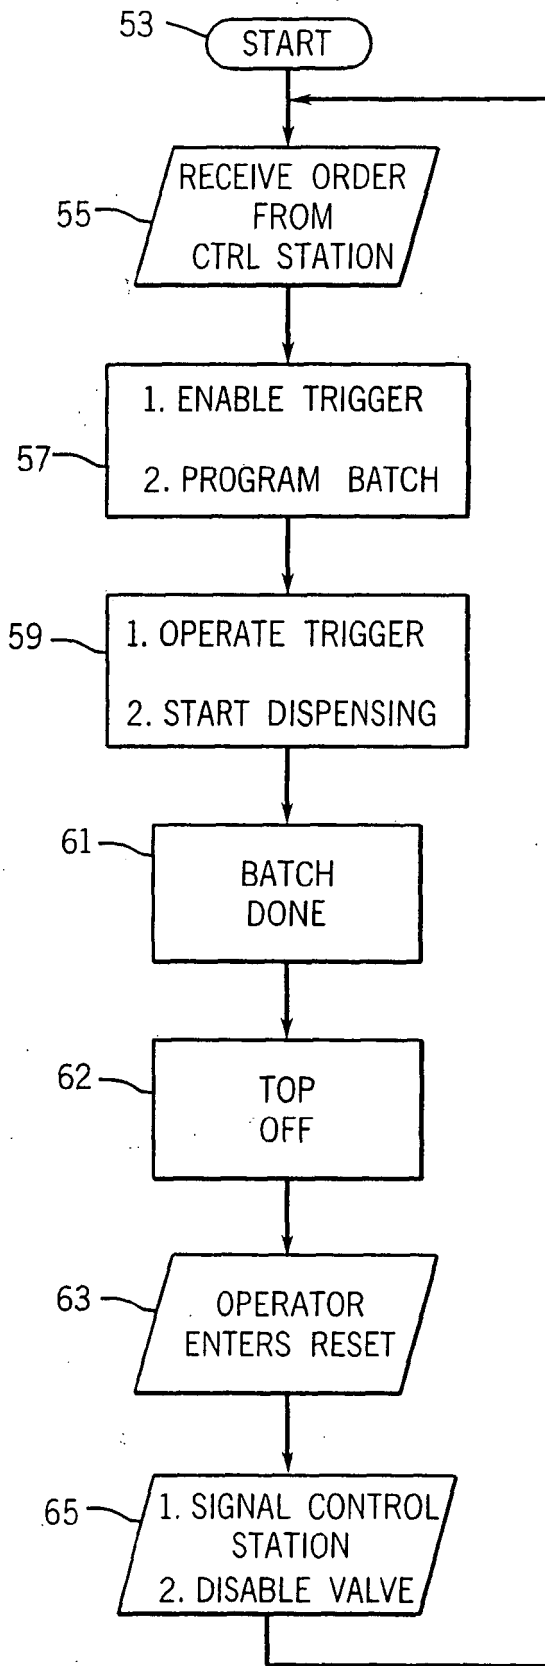 53
START
RECEIVE ORDER
FROM
55
CTRL STATION
1. ENABLE TRIGGER
57
2. PROGRAM BATCH
59
1. OPERATE TRIGGER
2. START DISPENSING
61
BATCH
DONE
62
TOP
OFF
63
OPERATOR
ENTERS RESET
65
1. SIGNAL CONTROL
STATION
2. DISABLE VALVE